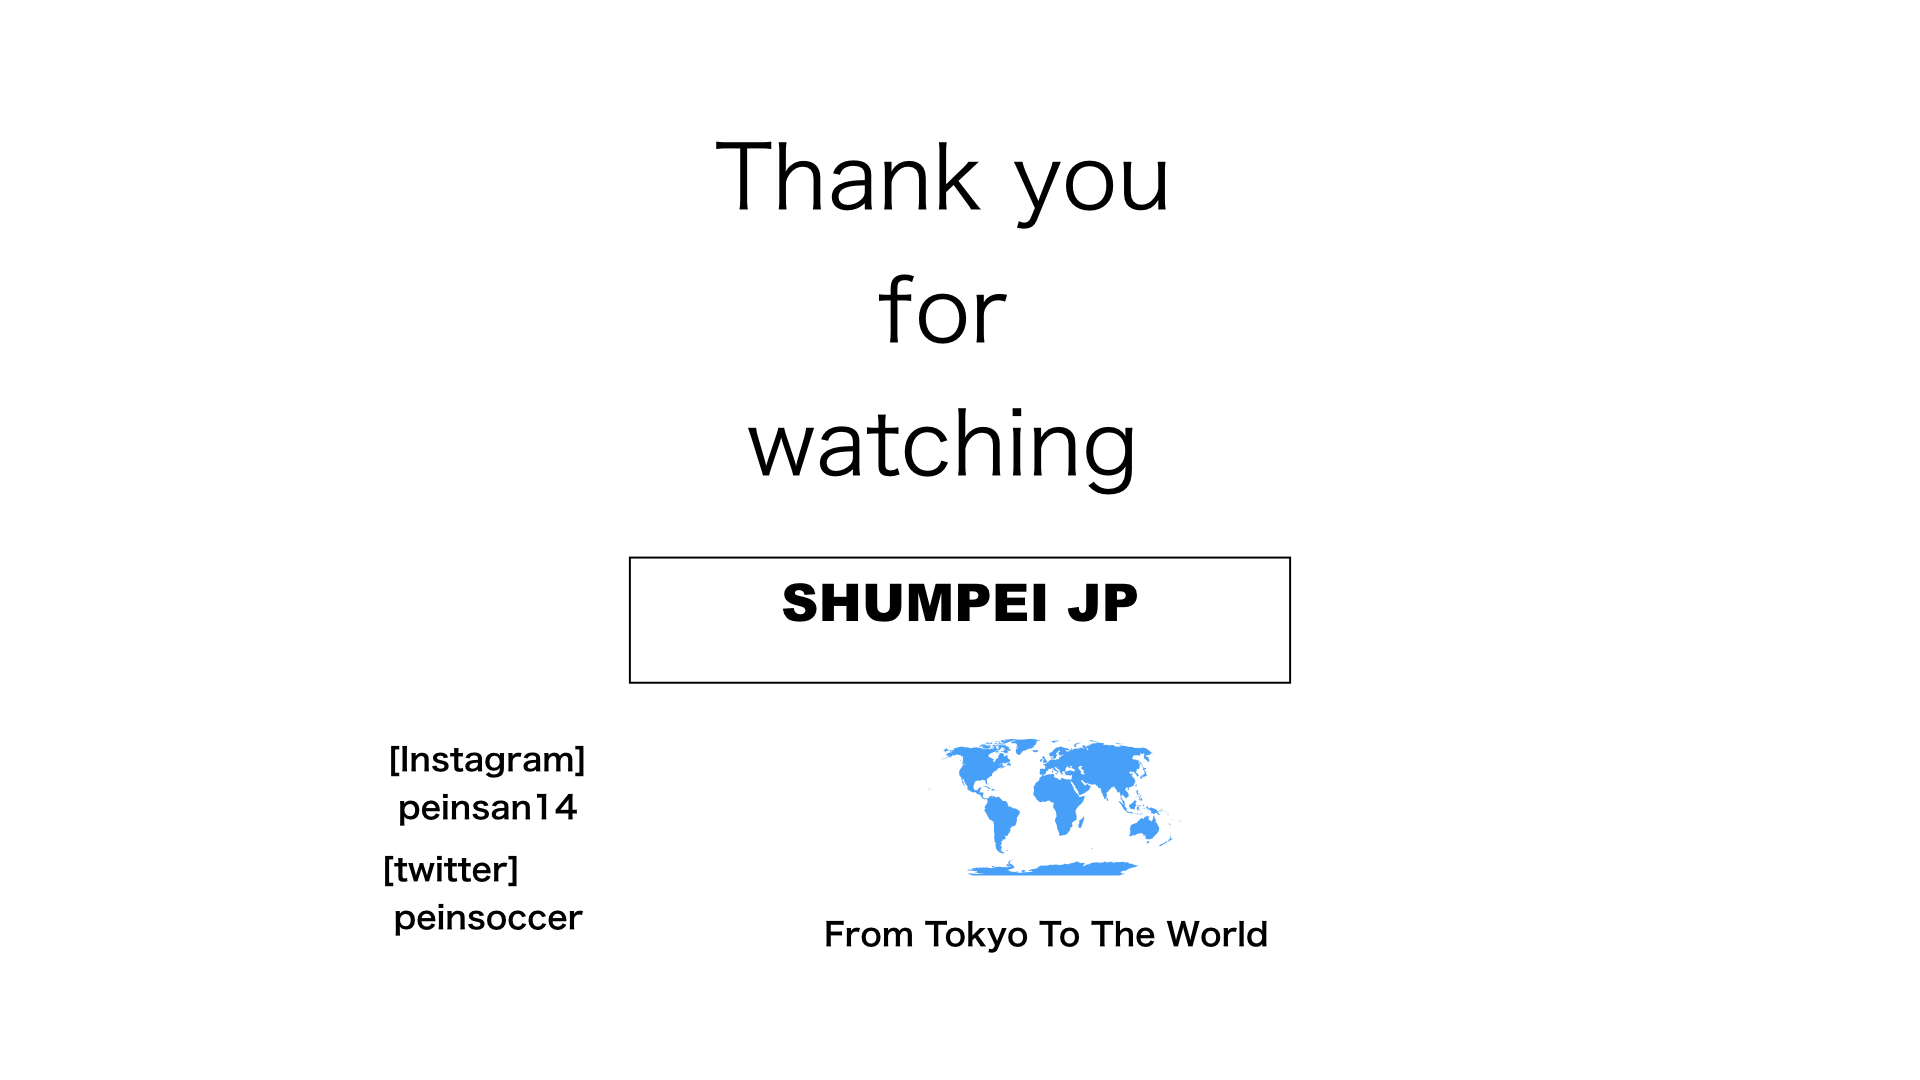 Thank you
for
watching
SHUMPEI JP
[Instagram]
peinsan14
[twitter]
peinsoccer
From Tokyo To The World